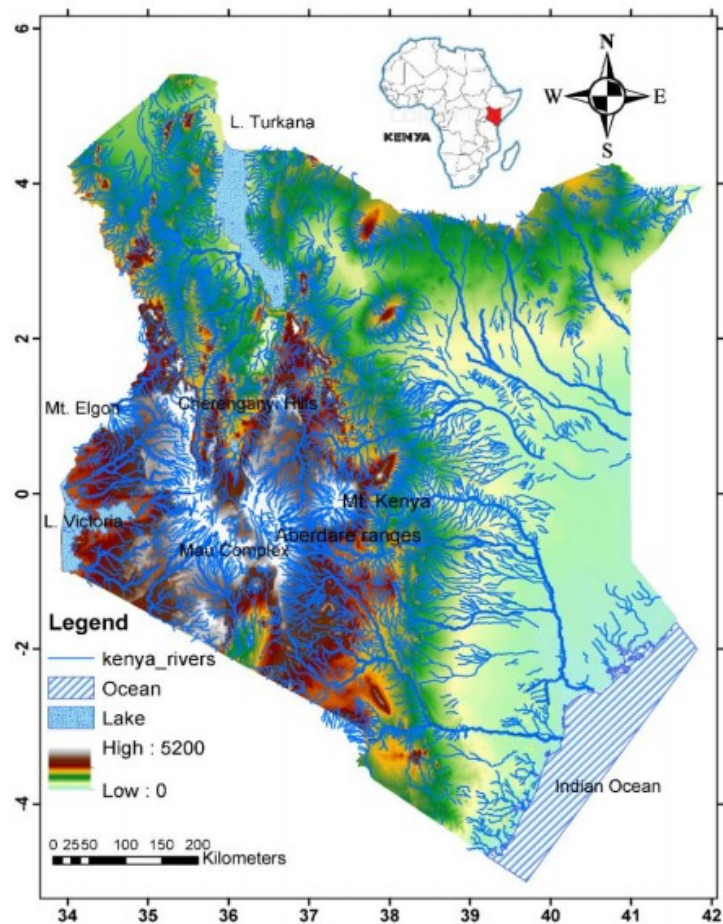 N
W E
S
KENYA
L. Turkana
Mt. Elgon
Cherenganyi Hills
Mt. Kenya
L. Victoria
Aberdare ranges
Mau Complex
Indian Ocean
Legend
kenya_rivers
Ocean
Lake
High : 5200
Low : 0
0 25 50 100 150 200
Kilometers
6
4
2
0
-2
-4
34 35 36 37 38 39 40 41 42